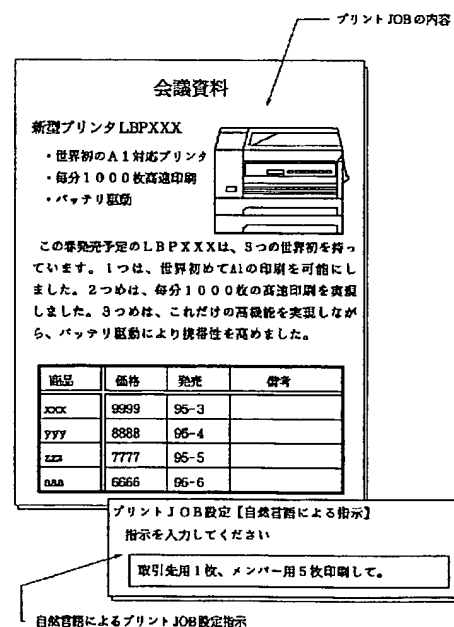 プリントJOBの内容
会議資料
新型プリンタLBPXXX
・世界初のA1対応プリンタ
・毎分1000枚高速印刷
・バッテリ駆動
この春発売予定のLBPXXXは、3つの世界初を持っ
ています。1つは、世界初めてA1の印刷を可能にし
ました。2つめは、毎分1000枚の高速印刷を実現
しました。3つめは、これだけの高機能を実現しなが
ら、バッテリ駆動により携帯性を高めました。
商品 価格 発売 備考
xxx 9999 95-3
yyy 8888 95-4
zzz 7777 95-5
aaa 6666 95-6
プリントJOB設定【自然言語による指示】
指示を入力してください
取引先用1枚、メンバー用5枚印刷して。
自然言語によるプリントJOB設定指示